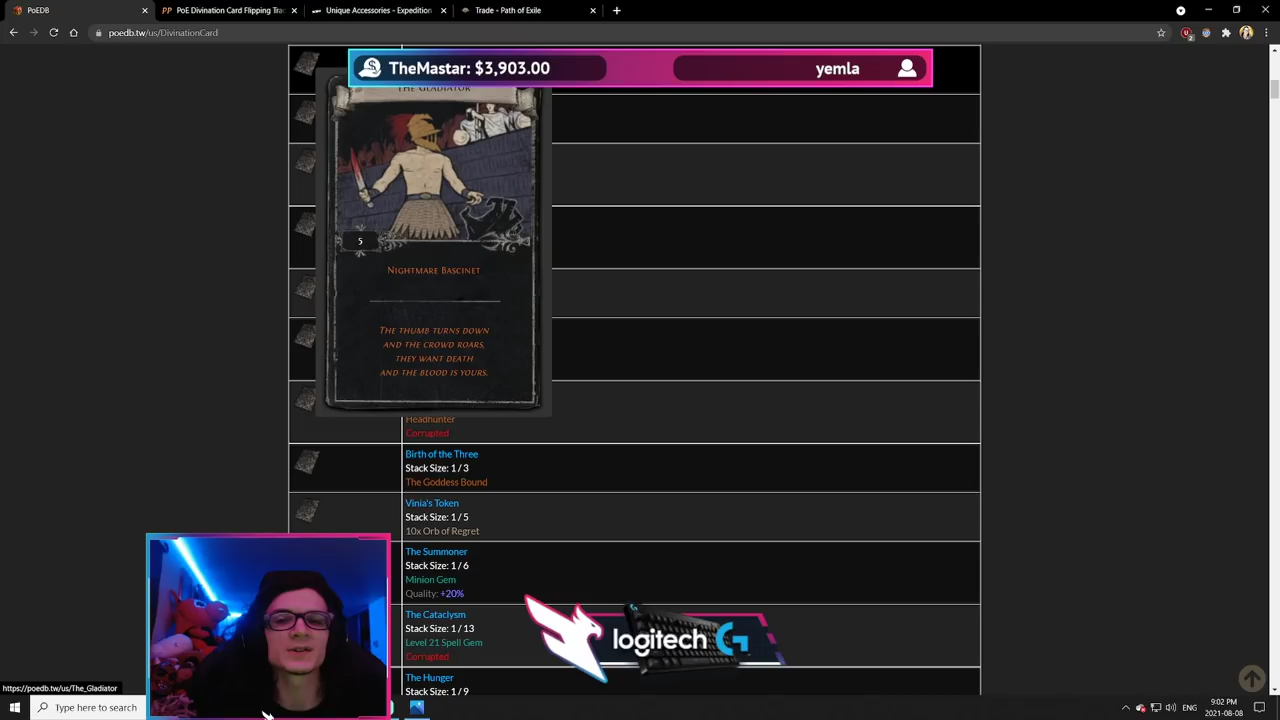 PoEDB
PoE Divination Card Flipping Trac
Unique Accessories - Expedition
Trade - Path of Exile
poedb.tw/us/DivinationCard
TheMastar: $3,903.00
yemla
The Gladiator
5
Nightmare Bascinet
The thumb turns down
and the crowd roars,
they want death
and the blood is yours.
Headhunter
Corrupted
Birth of the Three
Stack Size: 1 / 3
The Goddess Bound
Vinia's Token
Stack Size: 1 / 5
10x Orb of Regret
The Summoner
Stack Size: 1 / 6
Minion Gem
Quality: +20%
The Cataclysm
Stack Size: 1 / 13
Level 21 Spell Gem
Corrupted
The Hunger
Stack Size: 1 / 9
logitech G
https://poedb.tw/us/The_Gladiator
Type here to search
ENG
9:02 PM
2021-08-08